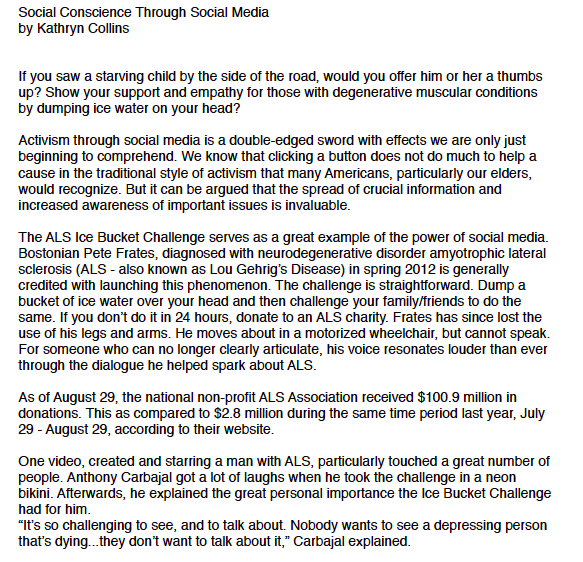 Social Conscience Through Social Media
by Kathryn Collins
If you saw a starving child by the side of the road, would you offer him or her a thumbs
up? Show your support and empathy for those with degenerative muscular conditions
by dumping ice water on your head?
Activism through social media is a double-edged sword with effects we are only just
beginning to comprehend. We know that clicking a button does not do much to help a
cause in the traditional style of activism that many Americans, particularly our elders,
would recognize. But it can be argued that the spread of crucial information and
increased awareness of important issues is invaluable.
The ALS Ice Bucket Challenge serves as a great example of the power of social media.
Bostonian Pete Frates, diagnosed with neurodegenerative disorder amyotrophic lateral
sclerosis (ALS - also known as Lou Gehrig's Disease) in spring 2012 is generally
credited with launching this phenomenon. The challenge is straightforward. Dump a
bucket of ice water over your head and then challenge your family/friends to do the
same. If you don't do it in 24 hours, donate to an ALS charity. Frates has since lost the
use of his legs and arms. He moves about in a motorized wheelchair, but cannot speak.
For someone who can no longer clearly articulate, his voice resonates louder than ever
through the dialogue he helped spark about ALS.
As of August 29, the national non-profit ALS Association received $100.9 million in
donations. This as compared to $2.8 million during the same time period last year, July
29 - August 29, according to their website.
One video, created and starring a man with ALS, particularly touched a great number of
people. Anthony Carbajal got a lot of laughs when he took the challenge in a neon
bikini. Afterwards, he explained the great personal importance the Ice Bucket Challenge
had for him.
“It's so challenging to see, and to talk about. Nobody wants to see a depressing person
that's dying...they don't want to talk about it,” Carbajal explained.